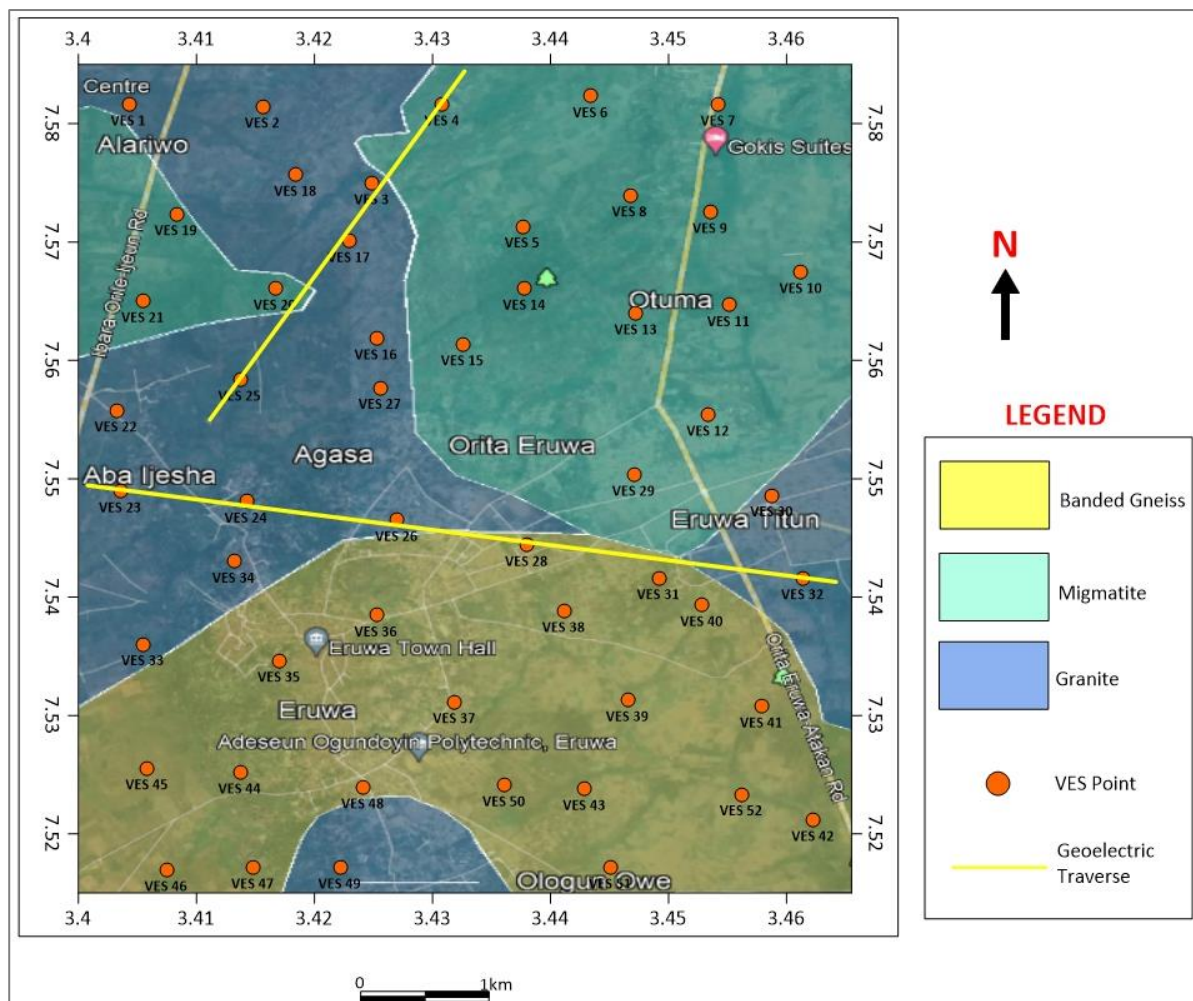 3.4 3.41 3.42 3.43 3.44 3.45 3.46
Centre
VES 1
VES 2
VES 4
VES 6
VES 7
7.58
7.58
Alariwo
Gokis Suites
VES 18
VES 3
VES 8
VES 9
VES 19
VES 5
7.57
7.57
VES 17
N
Ibara Orile Ijeun Rd
VES 21
VES 20
VES 14
Otuma
VES 10
VES 13
VES 11
VES 16
VES 15
7.56
7.56
VES 25
VES 27
VES 22
VES 12
LEGEND
Agasa
Orita Eruwa
Aba Ijesha
7.55
7.55
VES 23
VES 24
VES 29
VES 30
Eruwa Titun
Banded Gneiss
VES 26
VES 28
VES 34
VES 31
VES 32
Migmatite
7.54
7.54
VES 36
VES 38
VES 40
VES 33
Eruwa Town Hall
VES 35
Granite
Orita Eruwa Atakan Rd
Eruwa
VES 37
VES 39
VES 41
7.53
7.53
Adeseun Ogundoyin Polytechnic, Eruwa
VES 45
VES 44
VES 48
VES 50
VES 43
VES 52
VES Point
VES 42
7.52
7.52
VES 46
VES 47
VES 49
VES 51
Ologun Owe
Geoelectric
Traverse
3.4 3.41 3.42 3.43 3.44 3.45 3.46
0 1km